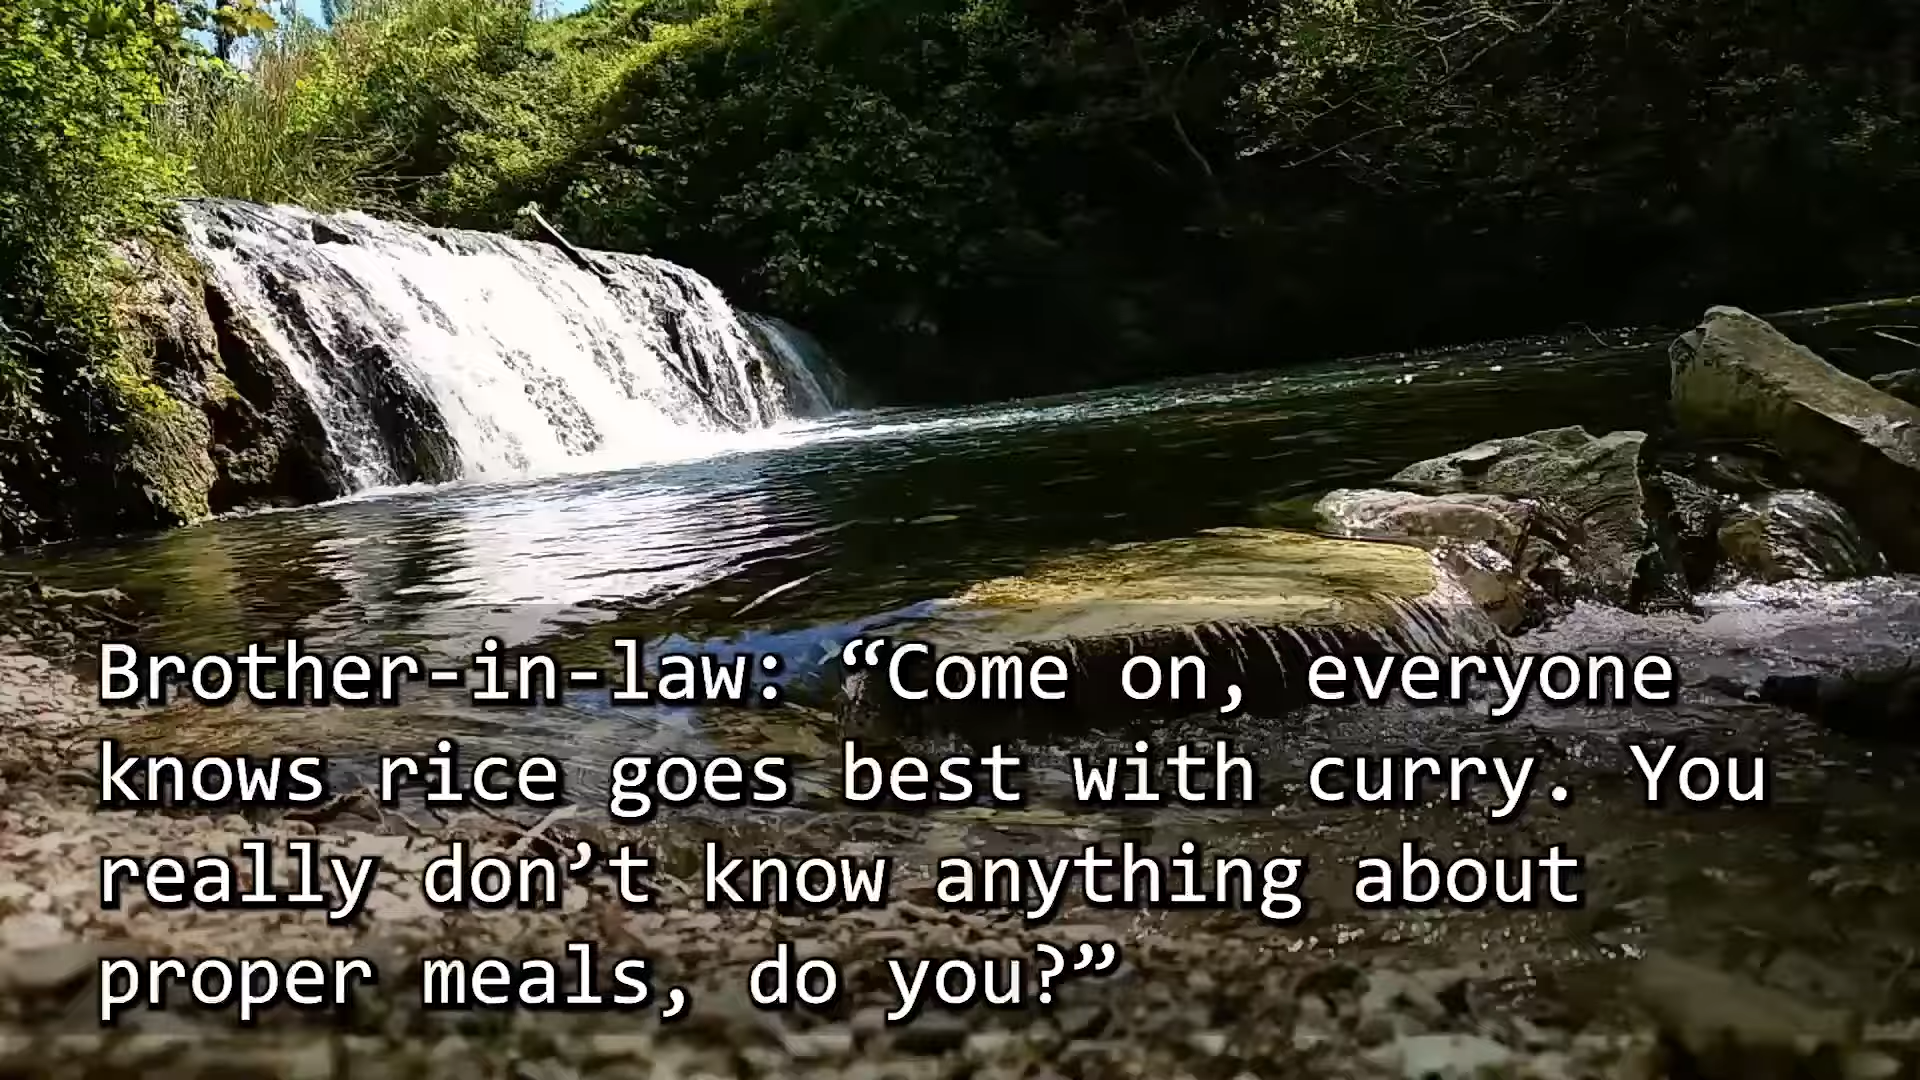 Brother-in-law: “Come on, everyone
knows rice goes best with curry. You
really don’t know anything about
proper meals, do you?”